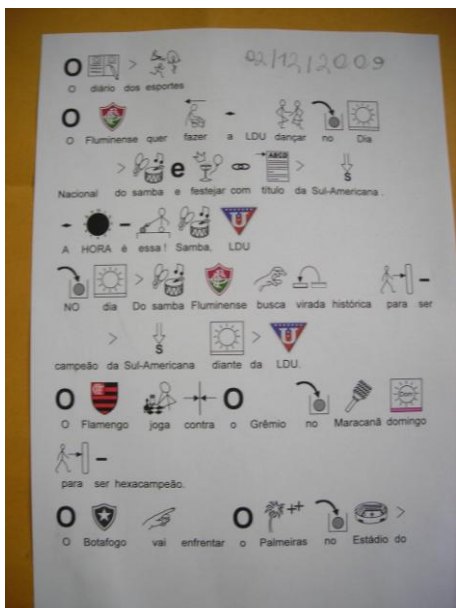 02/12/2009
O
O diário dos esportes
O
O Fluminense quer fazer a LDU dançar no Dia
e ABCD S
Nacional do samba e festejar com título da Sul-Americana.
A HORA é essa! Samba, LDU
NO dia Do samba Fluminense busca virada histórica para ser
S
campeão da Sul-Americana diante da LDU.
O O Dom
O Flamengo joga contra o Grêmio no Maracanã domingo
para ser hexacampeão.
O O
O Botafogo vai enfrentar o Palmeiras no Estádio do